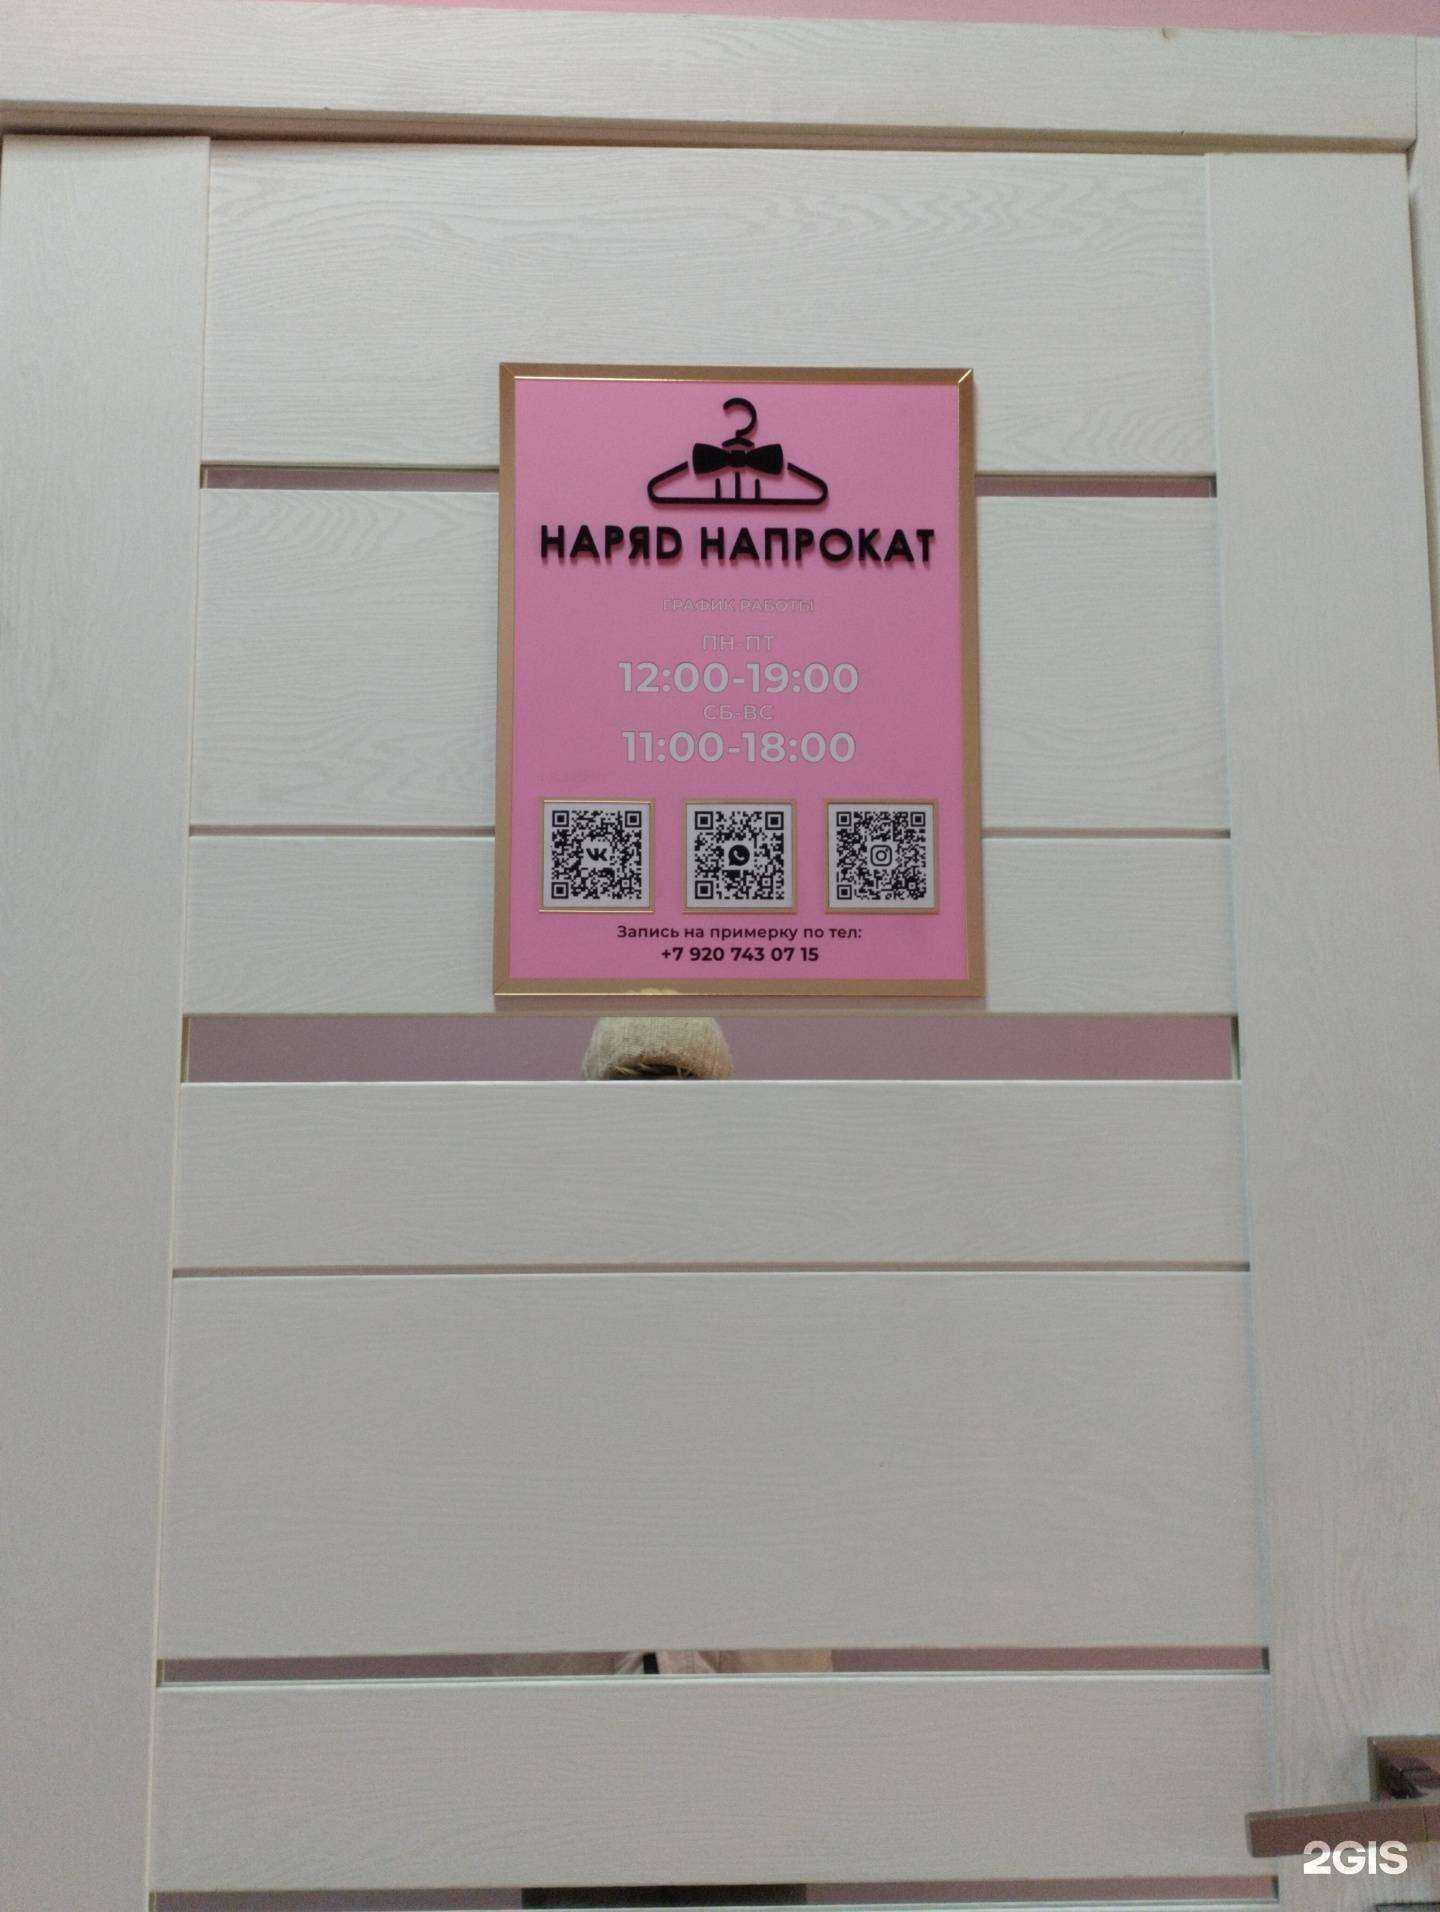 НАРЯD НАПРОКАТ
ГРАФИК РАБОТЫ
ПН-ПТ
12:00-19:00
СБ-ВС
11:00-18:00
Запись на примерку по тел:
+7 920 743 07 15
2GIS